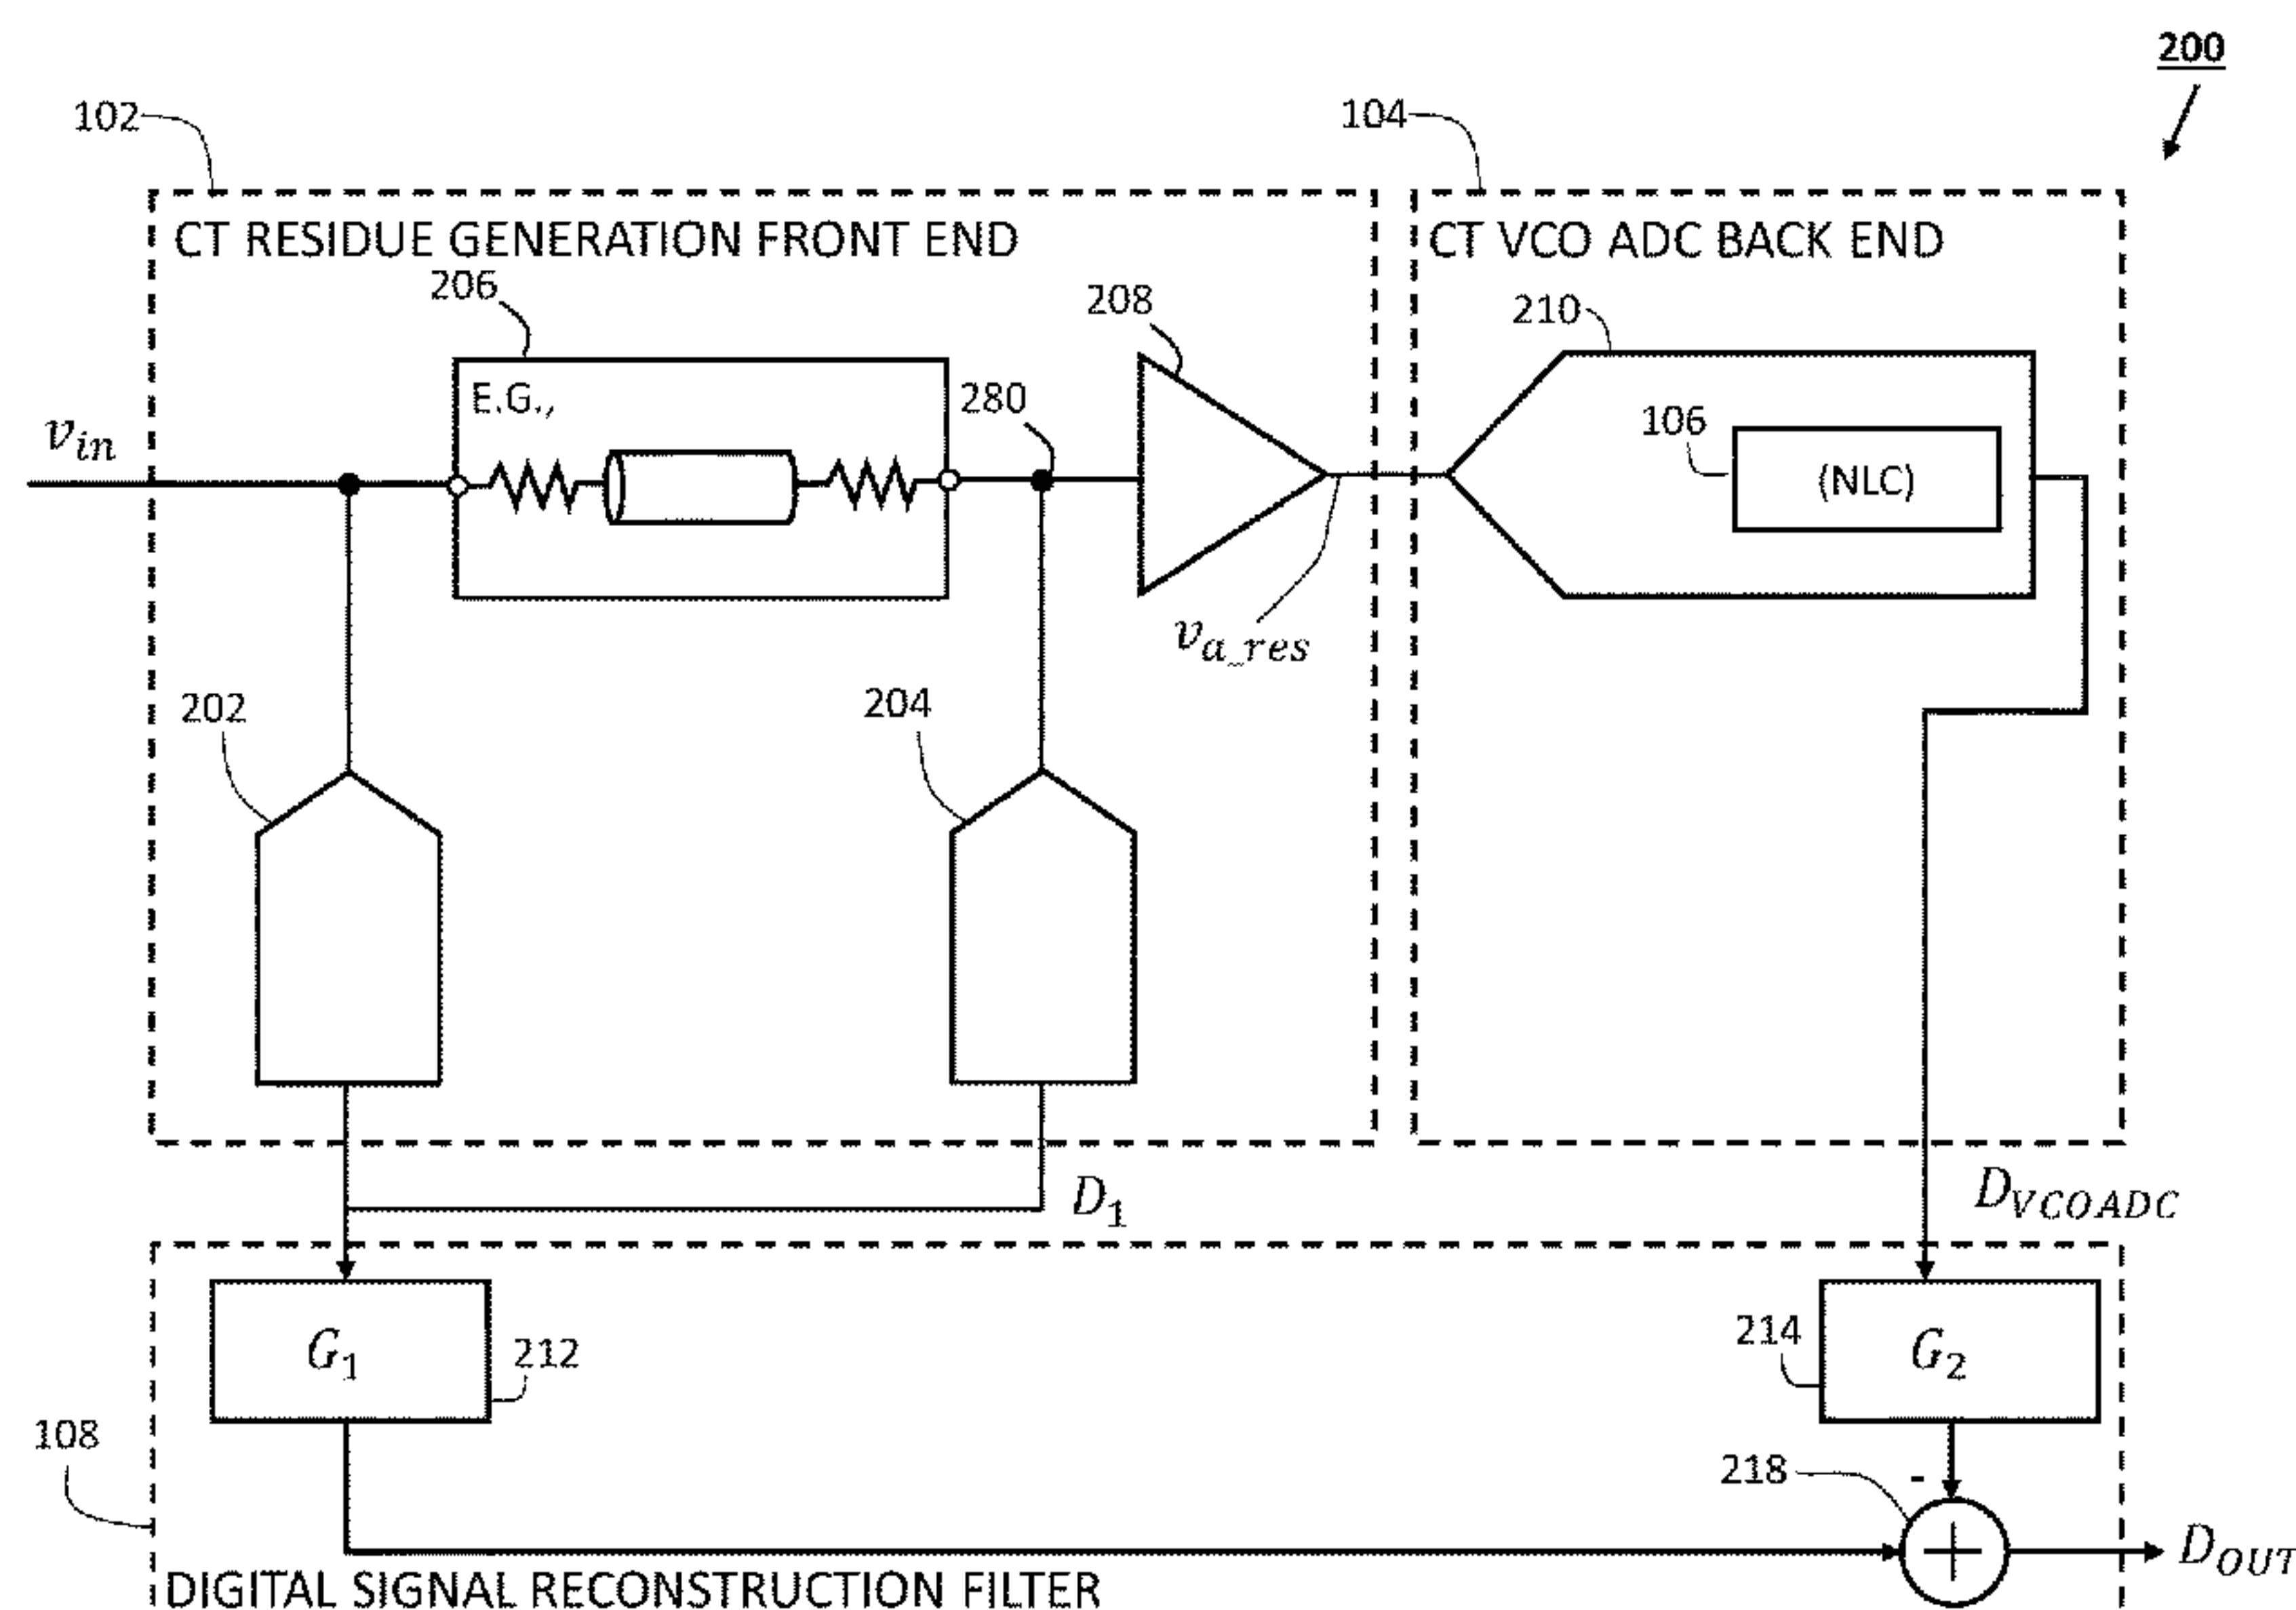 200
102
104
CT RESIDUE GENERATION FRONT END
CT VCO ADC BACK END
206
208
210
E.G.,
280
106
(NLC)
v_in
v_a_res
202
204
D_1
D_VCOADC
G_1
212
214
G_2
108
218
-
+
D_OUT
DIGITAL SIGNAL RECONSTRUCTION FILTER